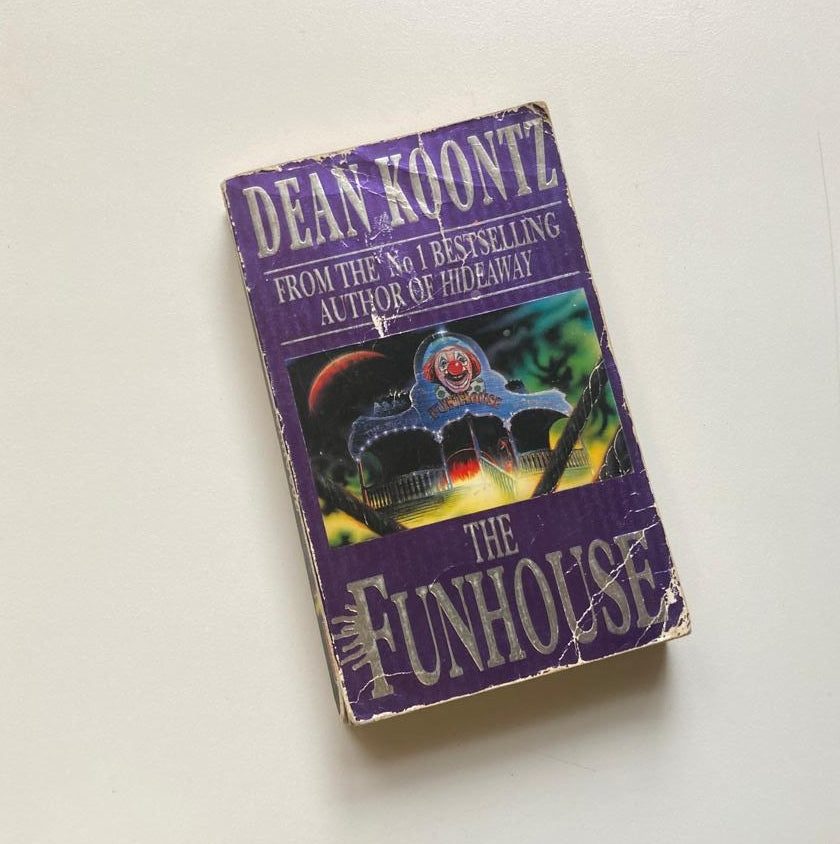 DEAN KOONTZ
FROM THE No 1 BESTSELLING
AUTHOR OF HIDEAWAY
FUNHOUSE
THE
FUNHOUSE